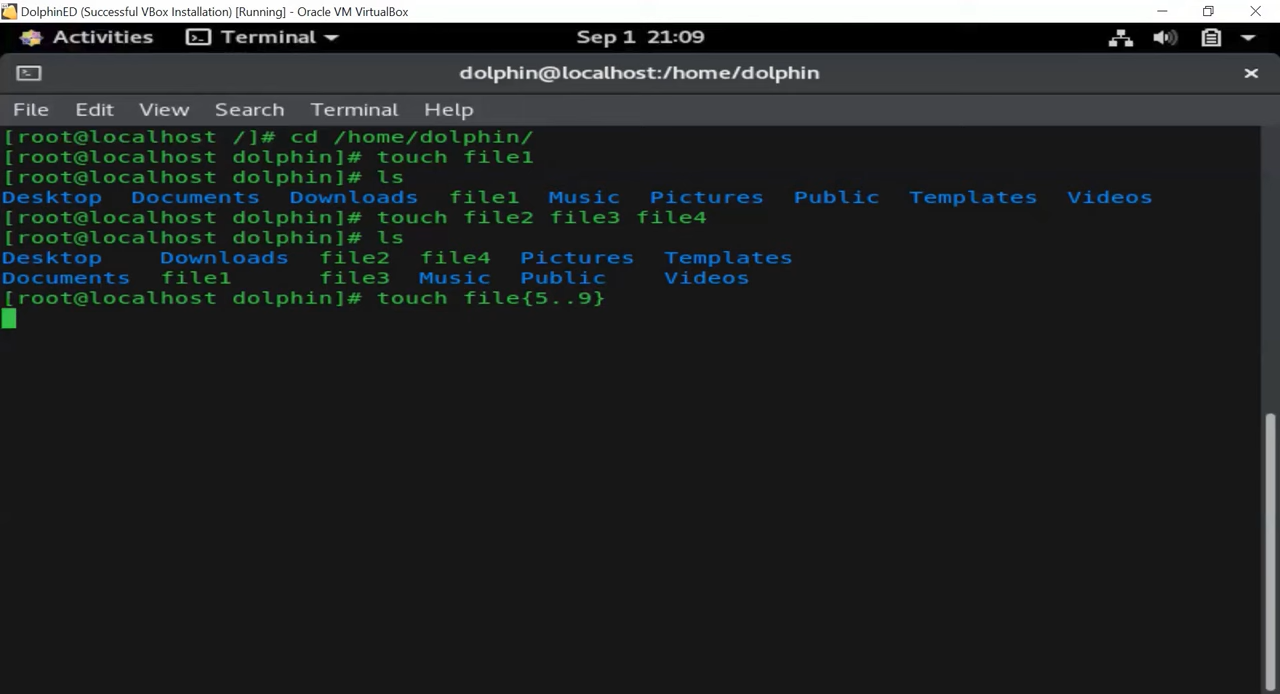 DolphinED (Successful VBox Installation) [Running] - Oracle VM VirtualBox
Activities Terminal Sep 1 21:09
dolphin@localhost:/home/dolphin
File Edit View Search Terminal Help
[root@localhost /]# cd /home/dolphin/
[root@localhost dolphin]# touch file1
[root@localhost dolphin]# ls
Desktop Documents Downloads file1 Music Pictures Public Templates Videos
[root@localhost dolphin]# touch file2 file3 file4
[root@localhost dolphin]# ls
Desktop Downloads file2 file4 Pictures Templates
Documents file1 file3 Music Public Videos
[root@localhost dolphin]# touch file{5..9}